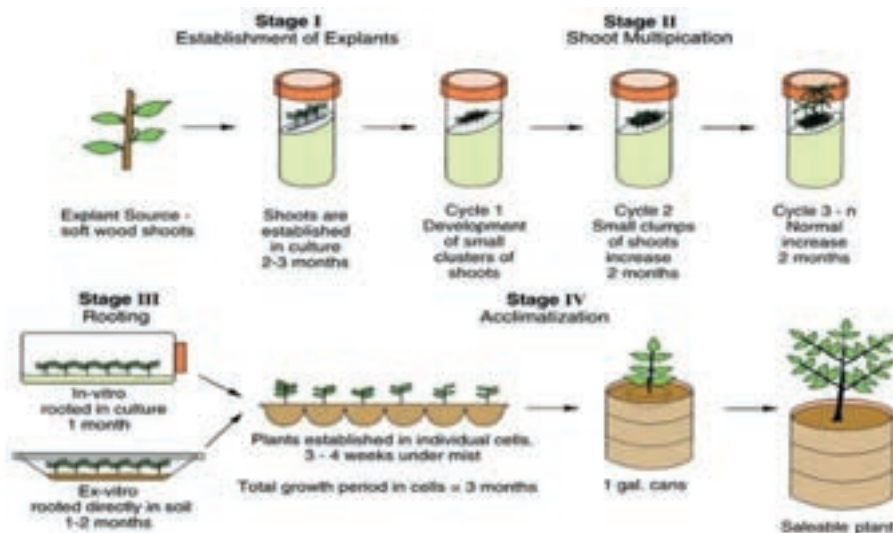 Stage I
Establishment of Explants
Stage II
Shoot Multipication
Explant Source -
soft wood shoots
Shoots are
established
in culture
2-3 months
Cycle 1
Development
of small
clusters of
shoots
Cycle 2
Small clumps
of shoots
increase
2 months
Cycle 3 - n
Normal
increase
2 months
Stage III
Rooting
Stage IV
Acclimatization
In-vitro
rooted in culture
1 month
Ex-vitro
rooted directly in soil
1-2 months
Plants established in individual cells.
3 - 4 weeks under mist
Total growth period in cells = 3 months
1 gal. cans
Saleable plant